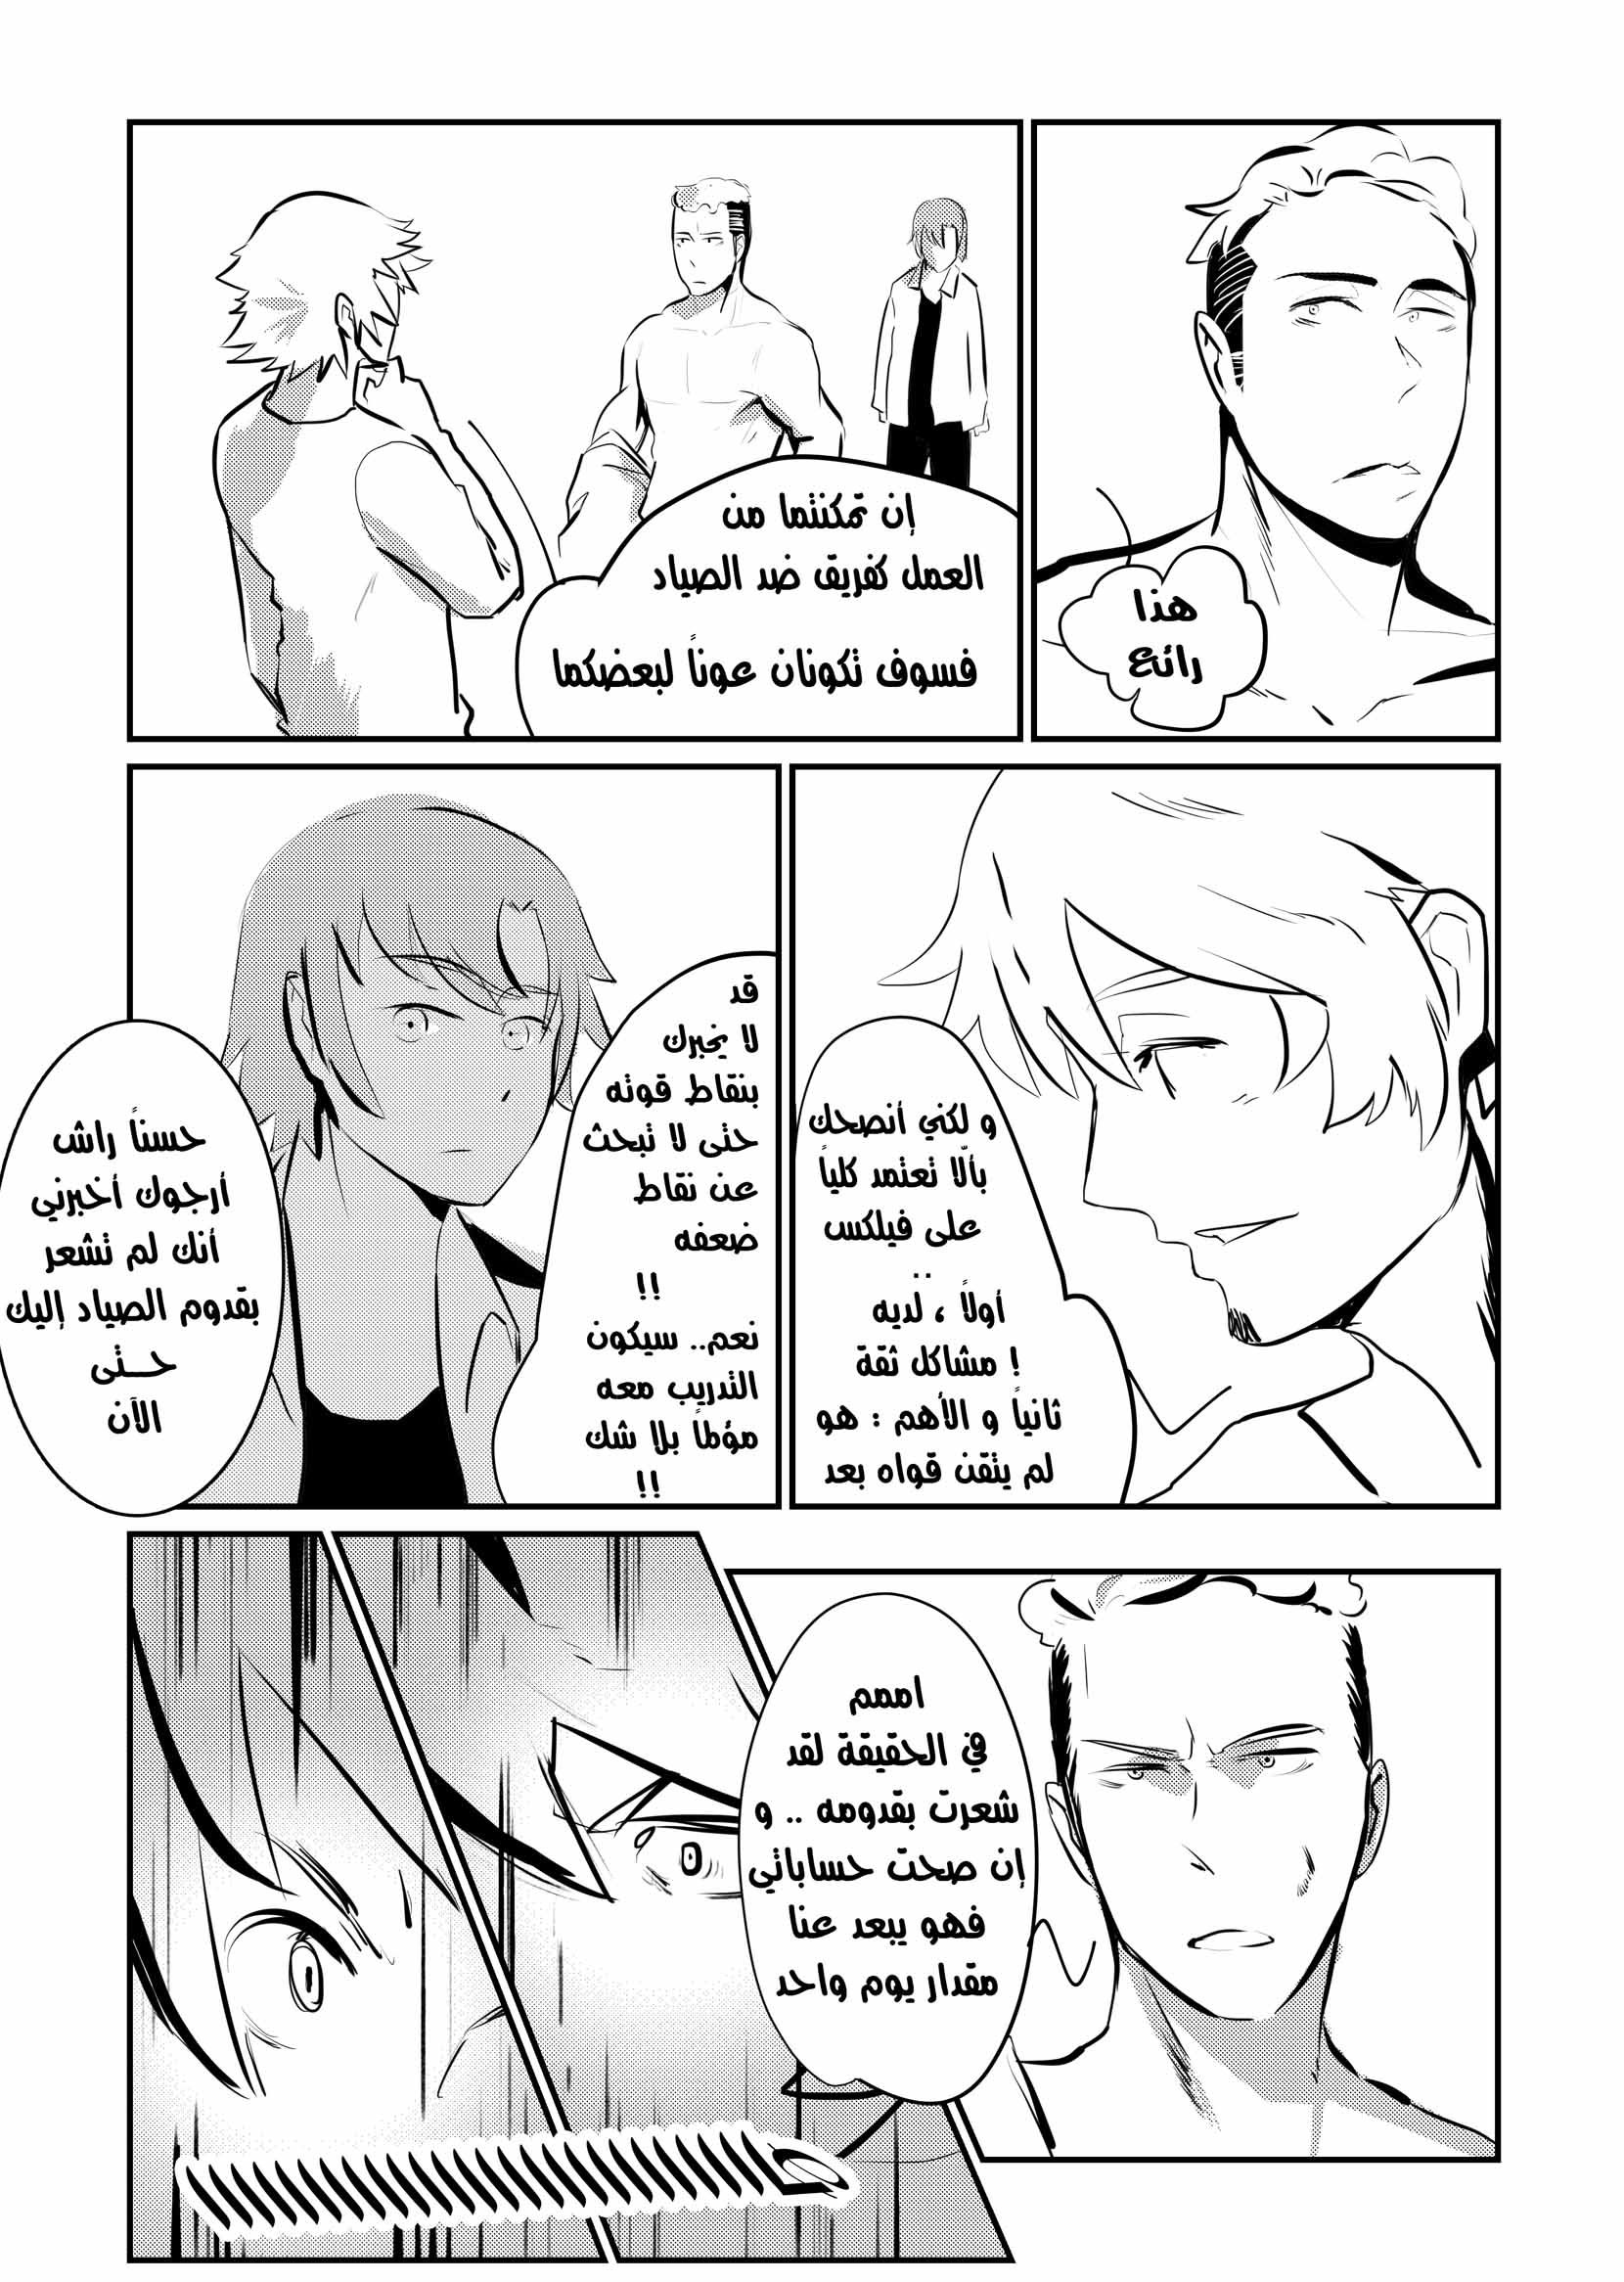 هذا
رائع
إن تمكنتما من
العمل كفريق ضد الصياد
فسوف تكونان عوناً لبعضكما
و لكني أنصحك
بألّا تعتمد كلياً
على فيلكس
..
أولاً ، لديه
مشاكل ثقة !
ثانياً و الأهم : هو
لم يتقن قواه بعد
قد
لا يخبرك
بنقاط قوته
حتى لا تبحث
عن نقاط
ضعفه
!!
نعم.. سيكون
التدريب معه
مؤلماً بلا شك
!!
حسناً راش
أرجوك أخبرني
أنك لم تشعر
بقدوم الصياد إليك
حـــتى
الآن
اممم
في الحقيقة لقد
شعرت بقدومه .. و
إن صحت حساباتي
فهو يبعد عنا
مقدار يوم واحد